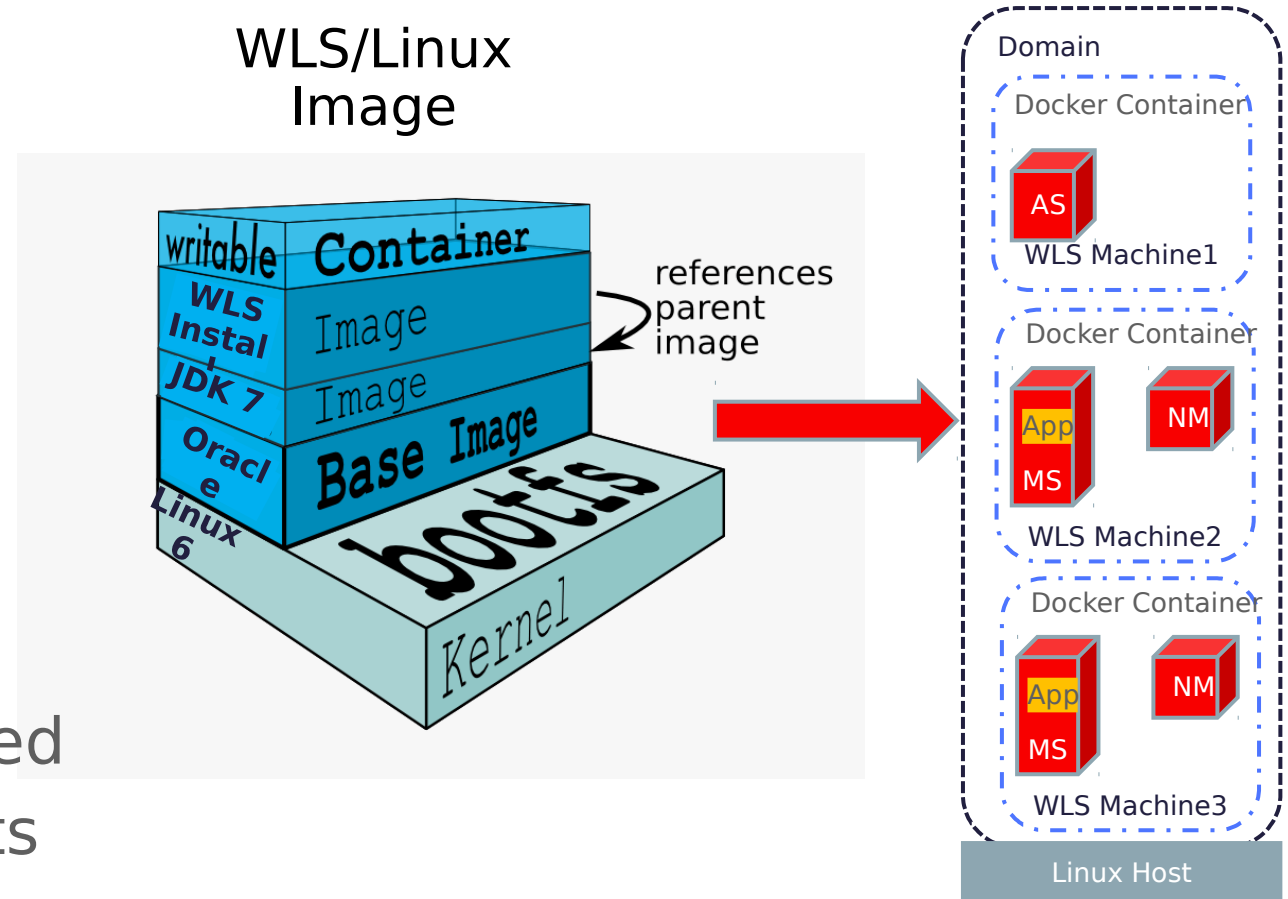 WLS/Linux
Image
writable
Container
WLS
Instal
l
Image
JDK 7
Image
Oracl
e
Linux
6
Base Image
bootfs
Kernel
references
parent
image
ed
ts
Domain
Docker Container
AS
WLS Machine1
Docker Container
App
MS
NM
WLS Machine2
Docker Container
App
MS
NM
WLS Machine3
Linux Host